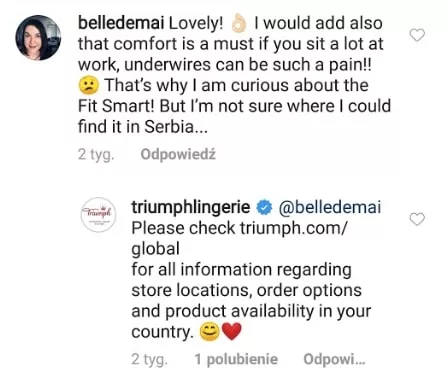 belledemai Lovely! 👌🏻 I would add also
that comfort is a must if you sit a lot at
work, underwires can be such a pain!!
😟 That's why I am curious about the
Fit Smart! But I'm not sure where I could
find it in Serbia...
2 tyg. Odpowiedź
Triumph
triumphlingerie @belledemai
Please check triumph.com/
global
for all information regarding
store locations, order options
and product availability in your
country. 😊❤️
2 tyg. 1 polubienie Odpowi...